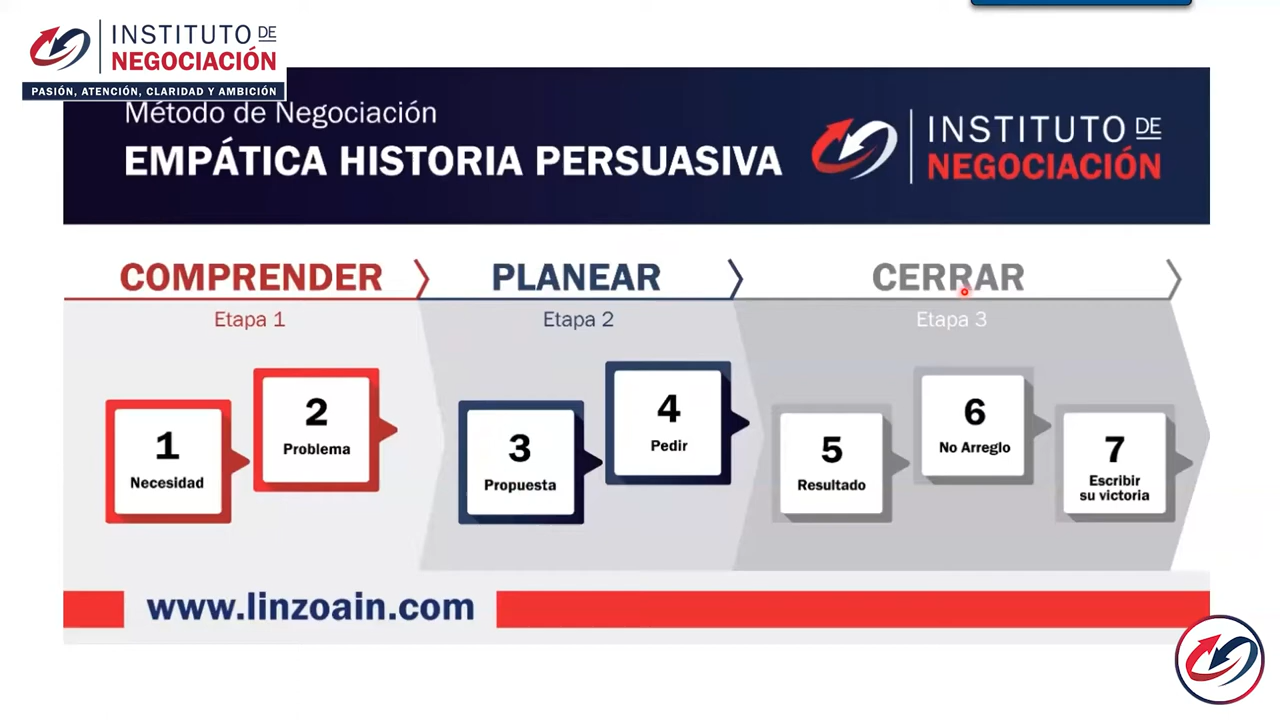 INSTITUTO DE
NEGOCIACIÓN
PASIÓN, ATENCIÓN, CLARIDAD Y AMBICIÓN
Método de Negociación
EMPÁTICA HISTORIA PERSUASIVA
INSTITUTO DE
NEGOCIACIÓN
COMPRENDER
PLANEAR
CERRAR
Etapa 1
Etapa 2
Etapa 3
1
Necesidad
2
Problema
3
Propuesta
4
Pedir
5
Resultado
6
No Arreglo
7
Escribir
su victoria
www.linzoain.com